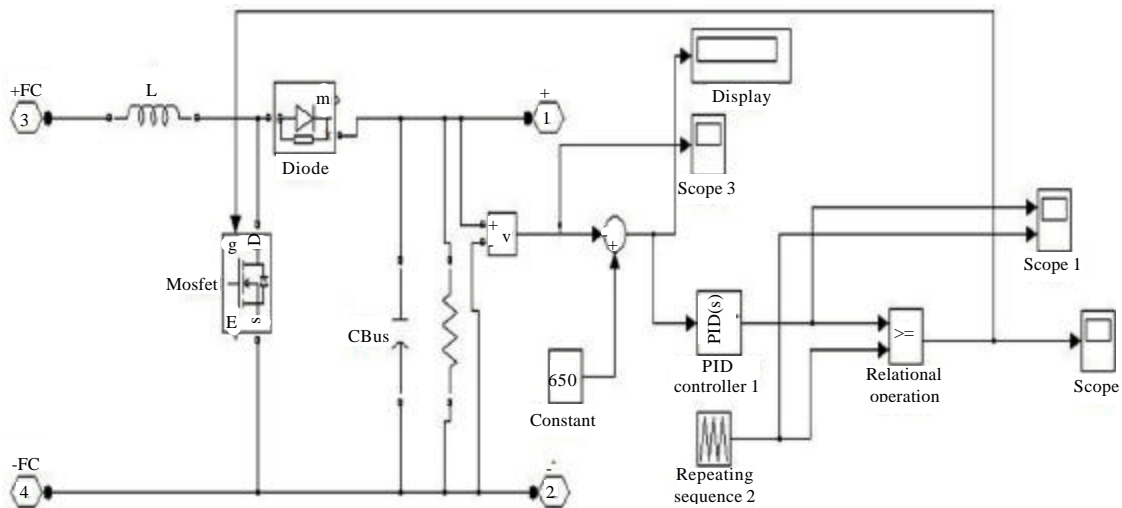 +FC
3
L
m
Diode
+
1
Display
Scope 3
g
D
Mosfet
E
s
CBus
+
-
v
-
+
650
Constant
PID(s)
PID
controller 1
>=
Relational
operation
Scope 1
Scope
Repeating
sequence 2
-FC
4
-
2